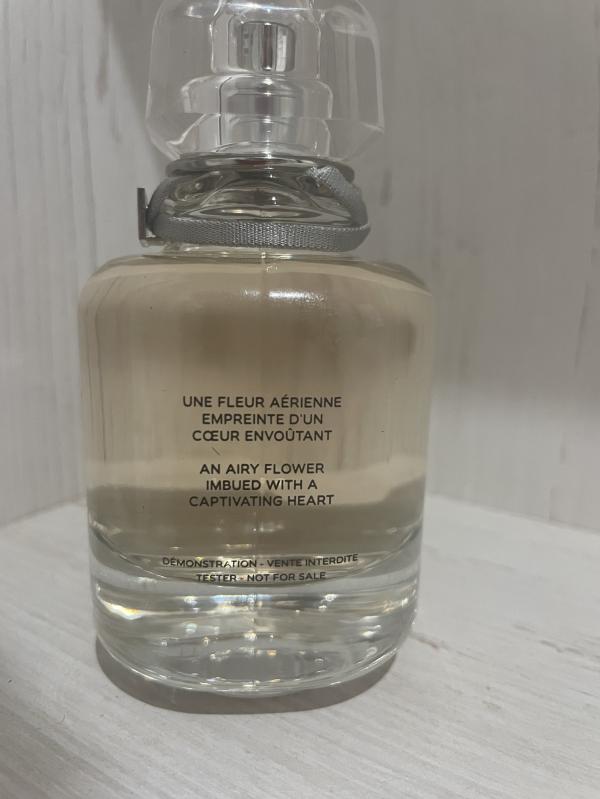 UNE FLEUR AÉRIENNE
EMPREINTE D'UN
CŒUR ENVOÛTANT
AN AIRY FLOWER
IMBUED WITH A
CAPTIVATING HEART
DÉMONSTRATION - VENTE INTERDITE
TESTER - NOT FOR SALE